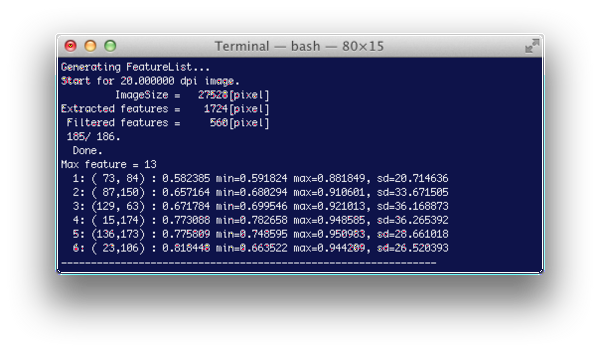 Terminal — bash — 80×15
Generating FeatureList...
Start for 20.000000 dpi image.
ImageSize = 27528[pixel]
Extracted features = 1724[pixel]
Filtered features = 560[pixel]
185/ 186.
Done.
Max feature = 13
1: ( 73, 84) : 0.582385 min=0.591824 max=0.881849, sd=20.714636
2: ( 87,150) : 0.657164 min=0.680294 max=0.910601, sd=33.671505
3: (129, 63) : 0.671784 min=0.699546 max=0.921013, sd=36.168873
4: ( 15,174) : 0.773088 min=0.782658 max=0.948585, sd=36.265392
5: (136,173) : 0.775809 min=0.748595 max=0.950983, sd=28.661018
6: ( 23,106) : 0.818448 min=0.663522 max=0.944209, sd=26.520393
---------------------------------------------------------------